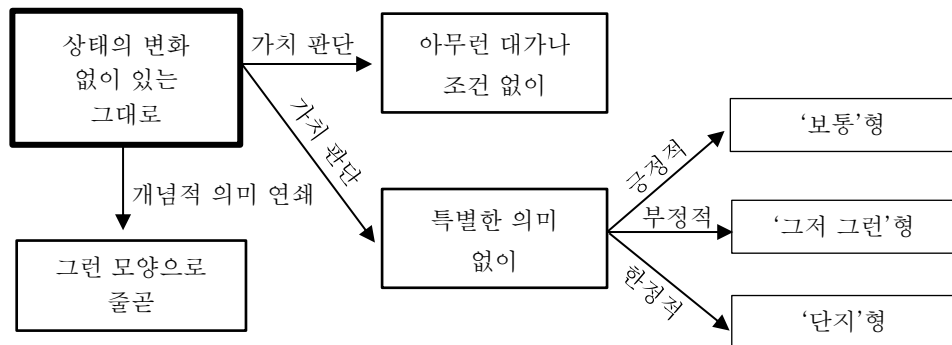 상태의 변화
없이 있는
그대로
가치 판단
아무런 대가나
조건 없이
가치 판단
개념적 의미 연쇄
그런 모양으로
줄곧
특별한 의미
없이
긍정적
부정적
한정적
‘보통’형
‘그저 그런’형
‘단지’형